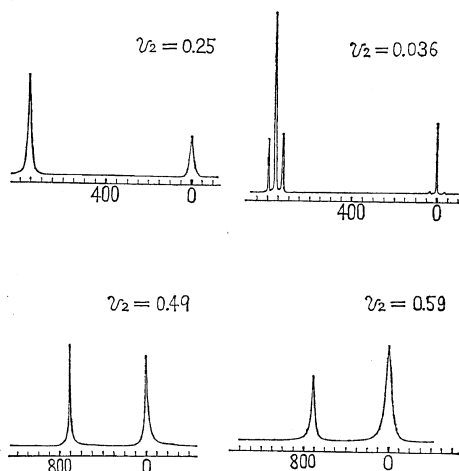 v₂ = 0.25
v₂ = 0.036
400 0
400 0
v₂ = 0.49
v₂ = 0.59
800 0
800 0